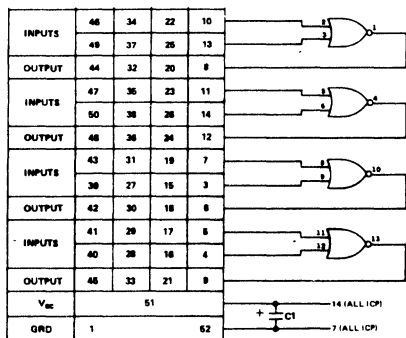 46 34 22 10
INPUTS
49 37 25 13
2
3
1
OUTPUT 44 32 20 8
47 35 23 11
INPUTS
50 38 26 14
5
6
4
OUTPUT 48 36 24 12
43 31 19 7
INPUTS
39 27 15 3
8
9
10
OUTPUT 42 30 18 6
41 29 17 5
INPUTS
40 28 16 4
11
12
13
OUTPUT 45 33 21 9
Vcc 51
14 (ALL ICP)
+ C1
GRD 1 52
7 (ALL ICP)